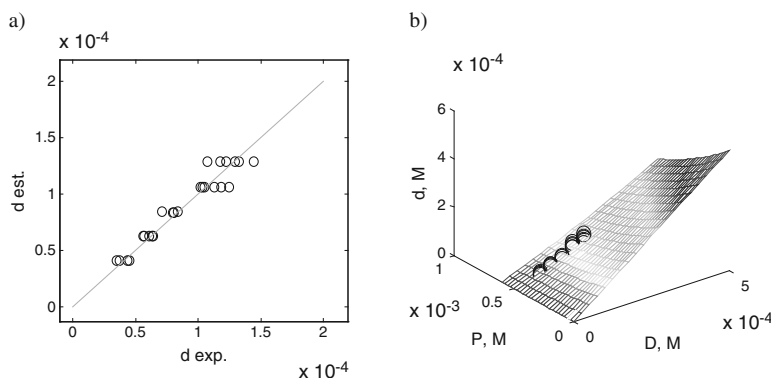 a)
x 10-4
2
1.5
1
0.5
0
d est.
0 0.5 1 1.5 2
d exp.
x 10-4
b)
x 10-4
6
4
2
0
d, M
1
0.5
0
x 10-3
P, M
0
5
x 10-4
D, M